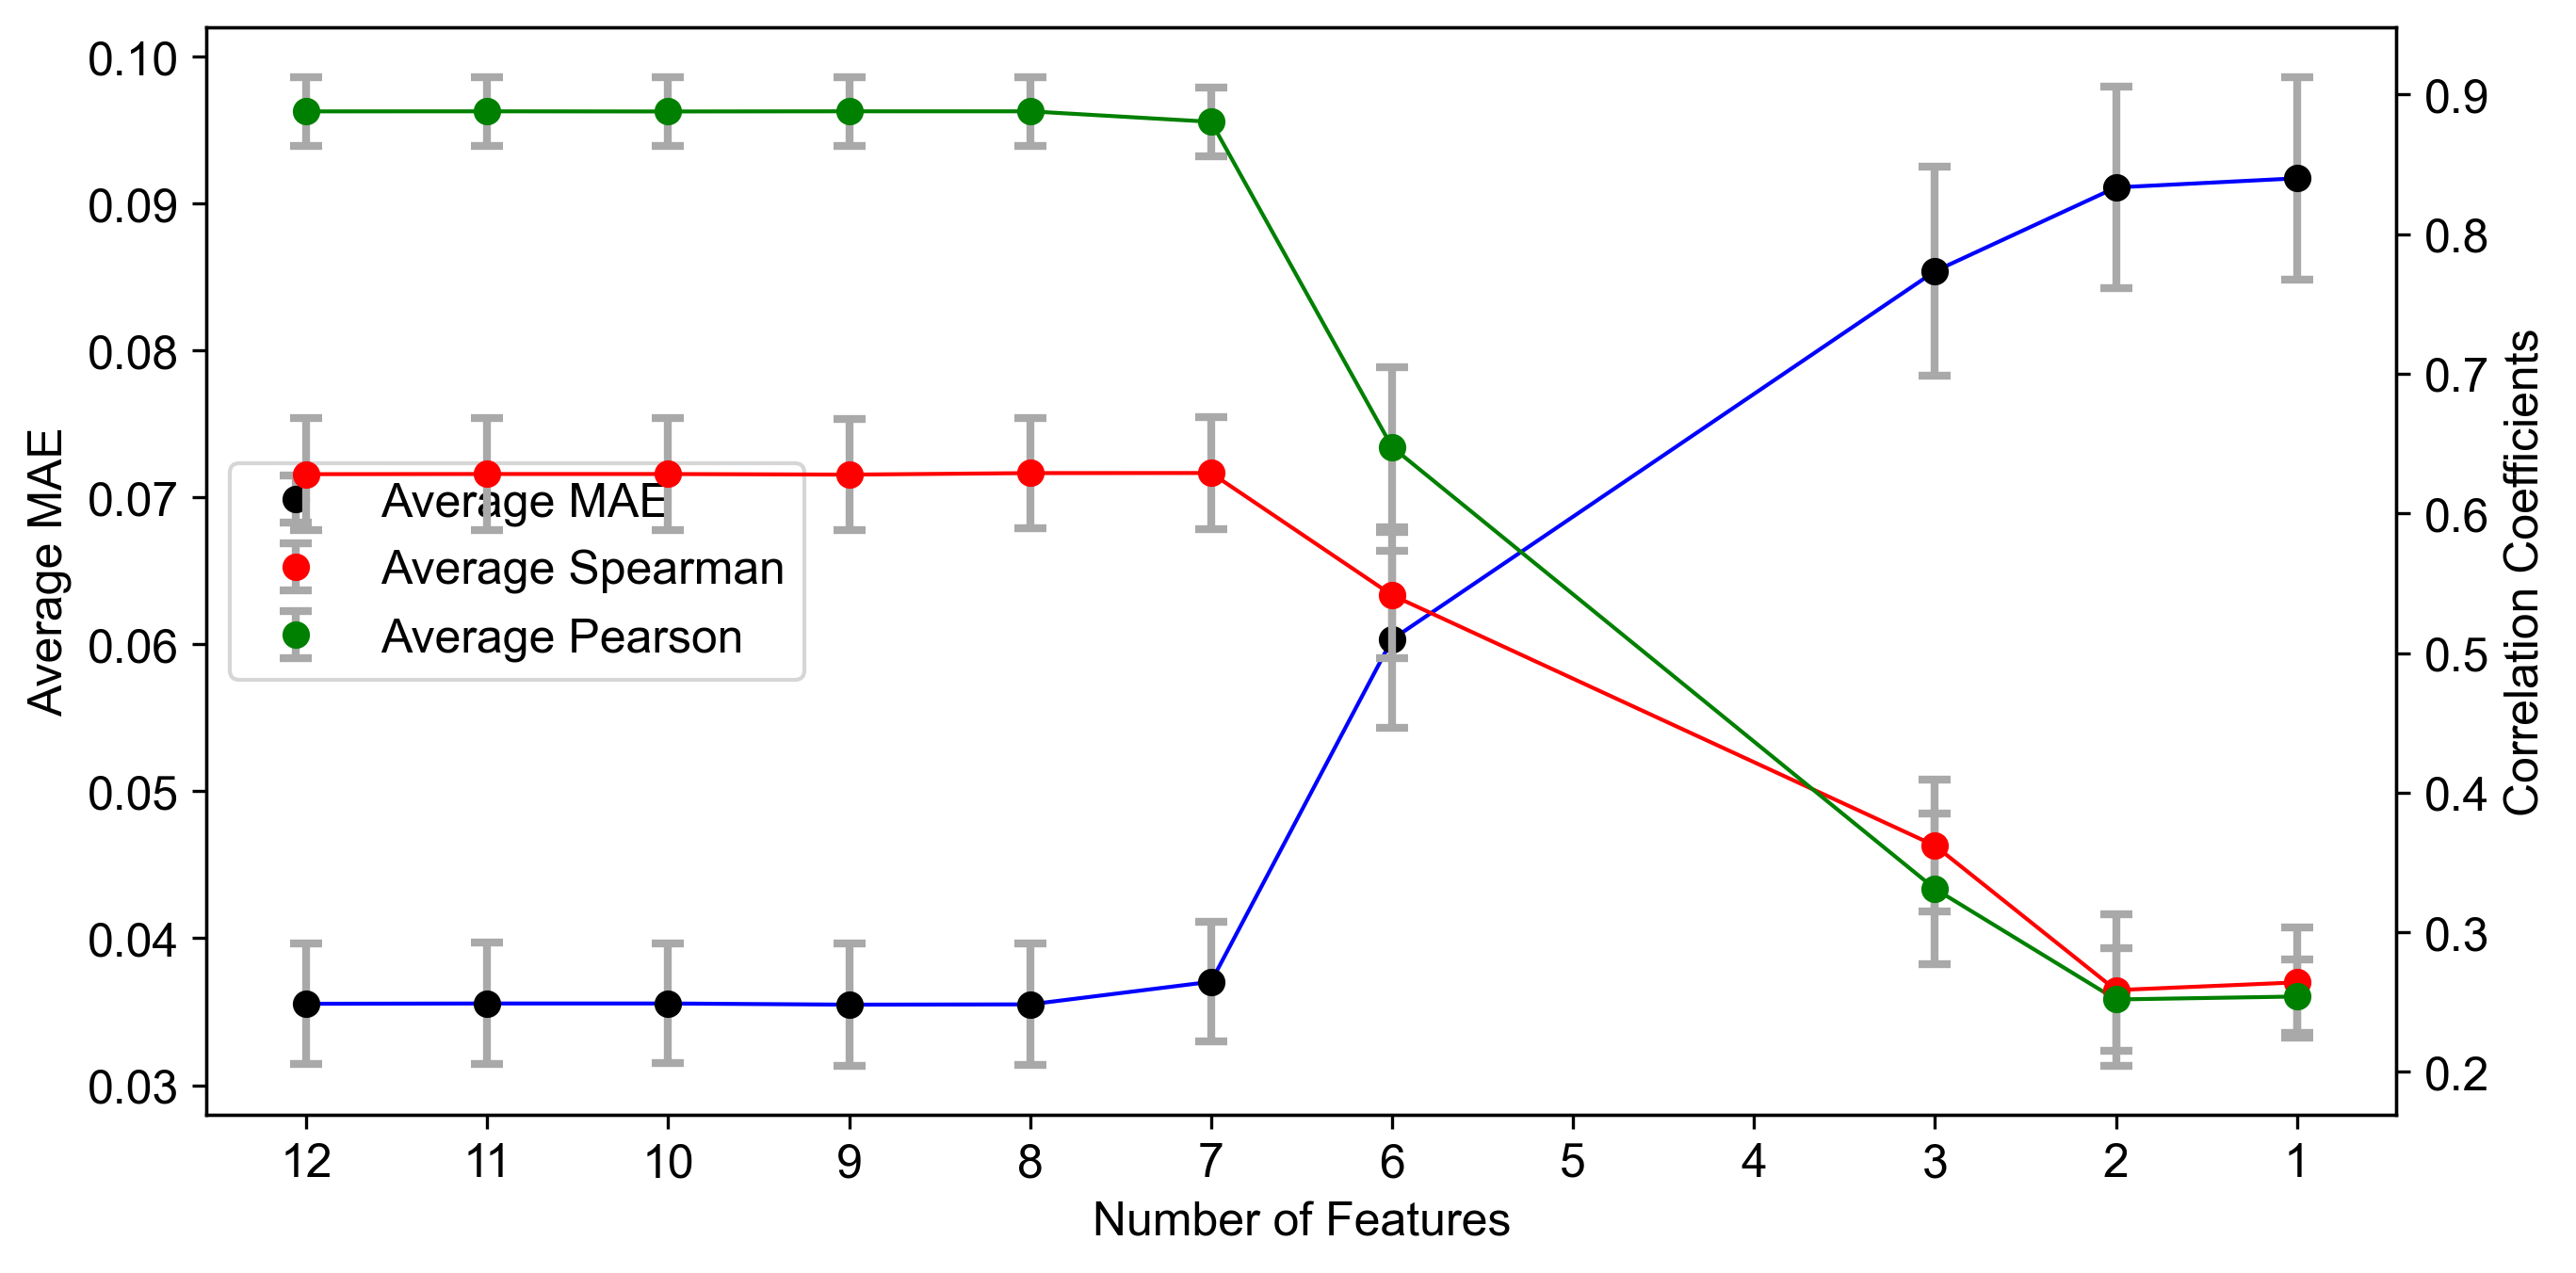 0.10
0.09
0.08
0.07
0.06
0.05
0.04
0.03
Average MAE
Average MAE
Average Spearman
Average Pearson
0.9
0.8
0.7
0.6
0.5
0.4
0.3
0.2
Correlation Coefficients
12 11 10 9 8 7 6 5 4 3 2 1
Number of Features